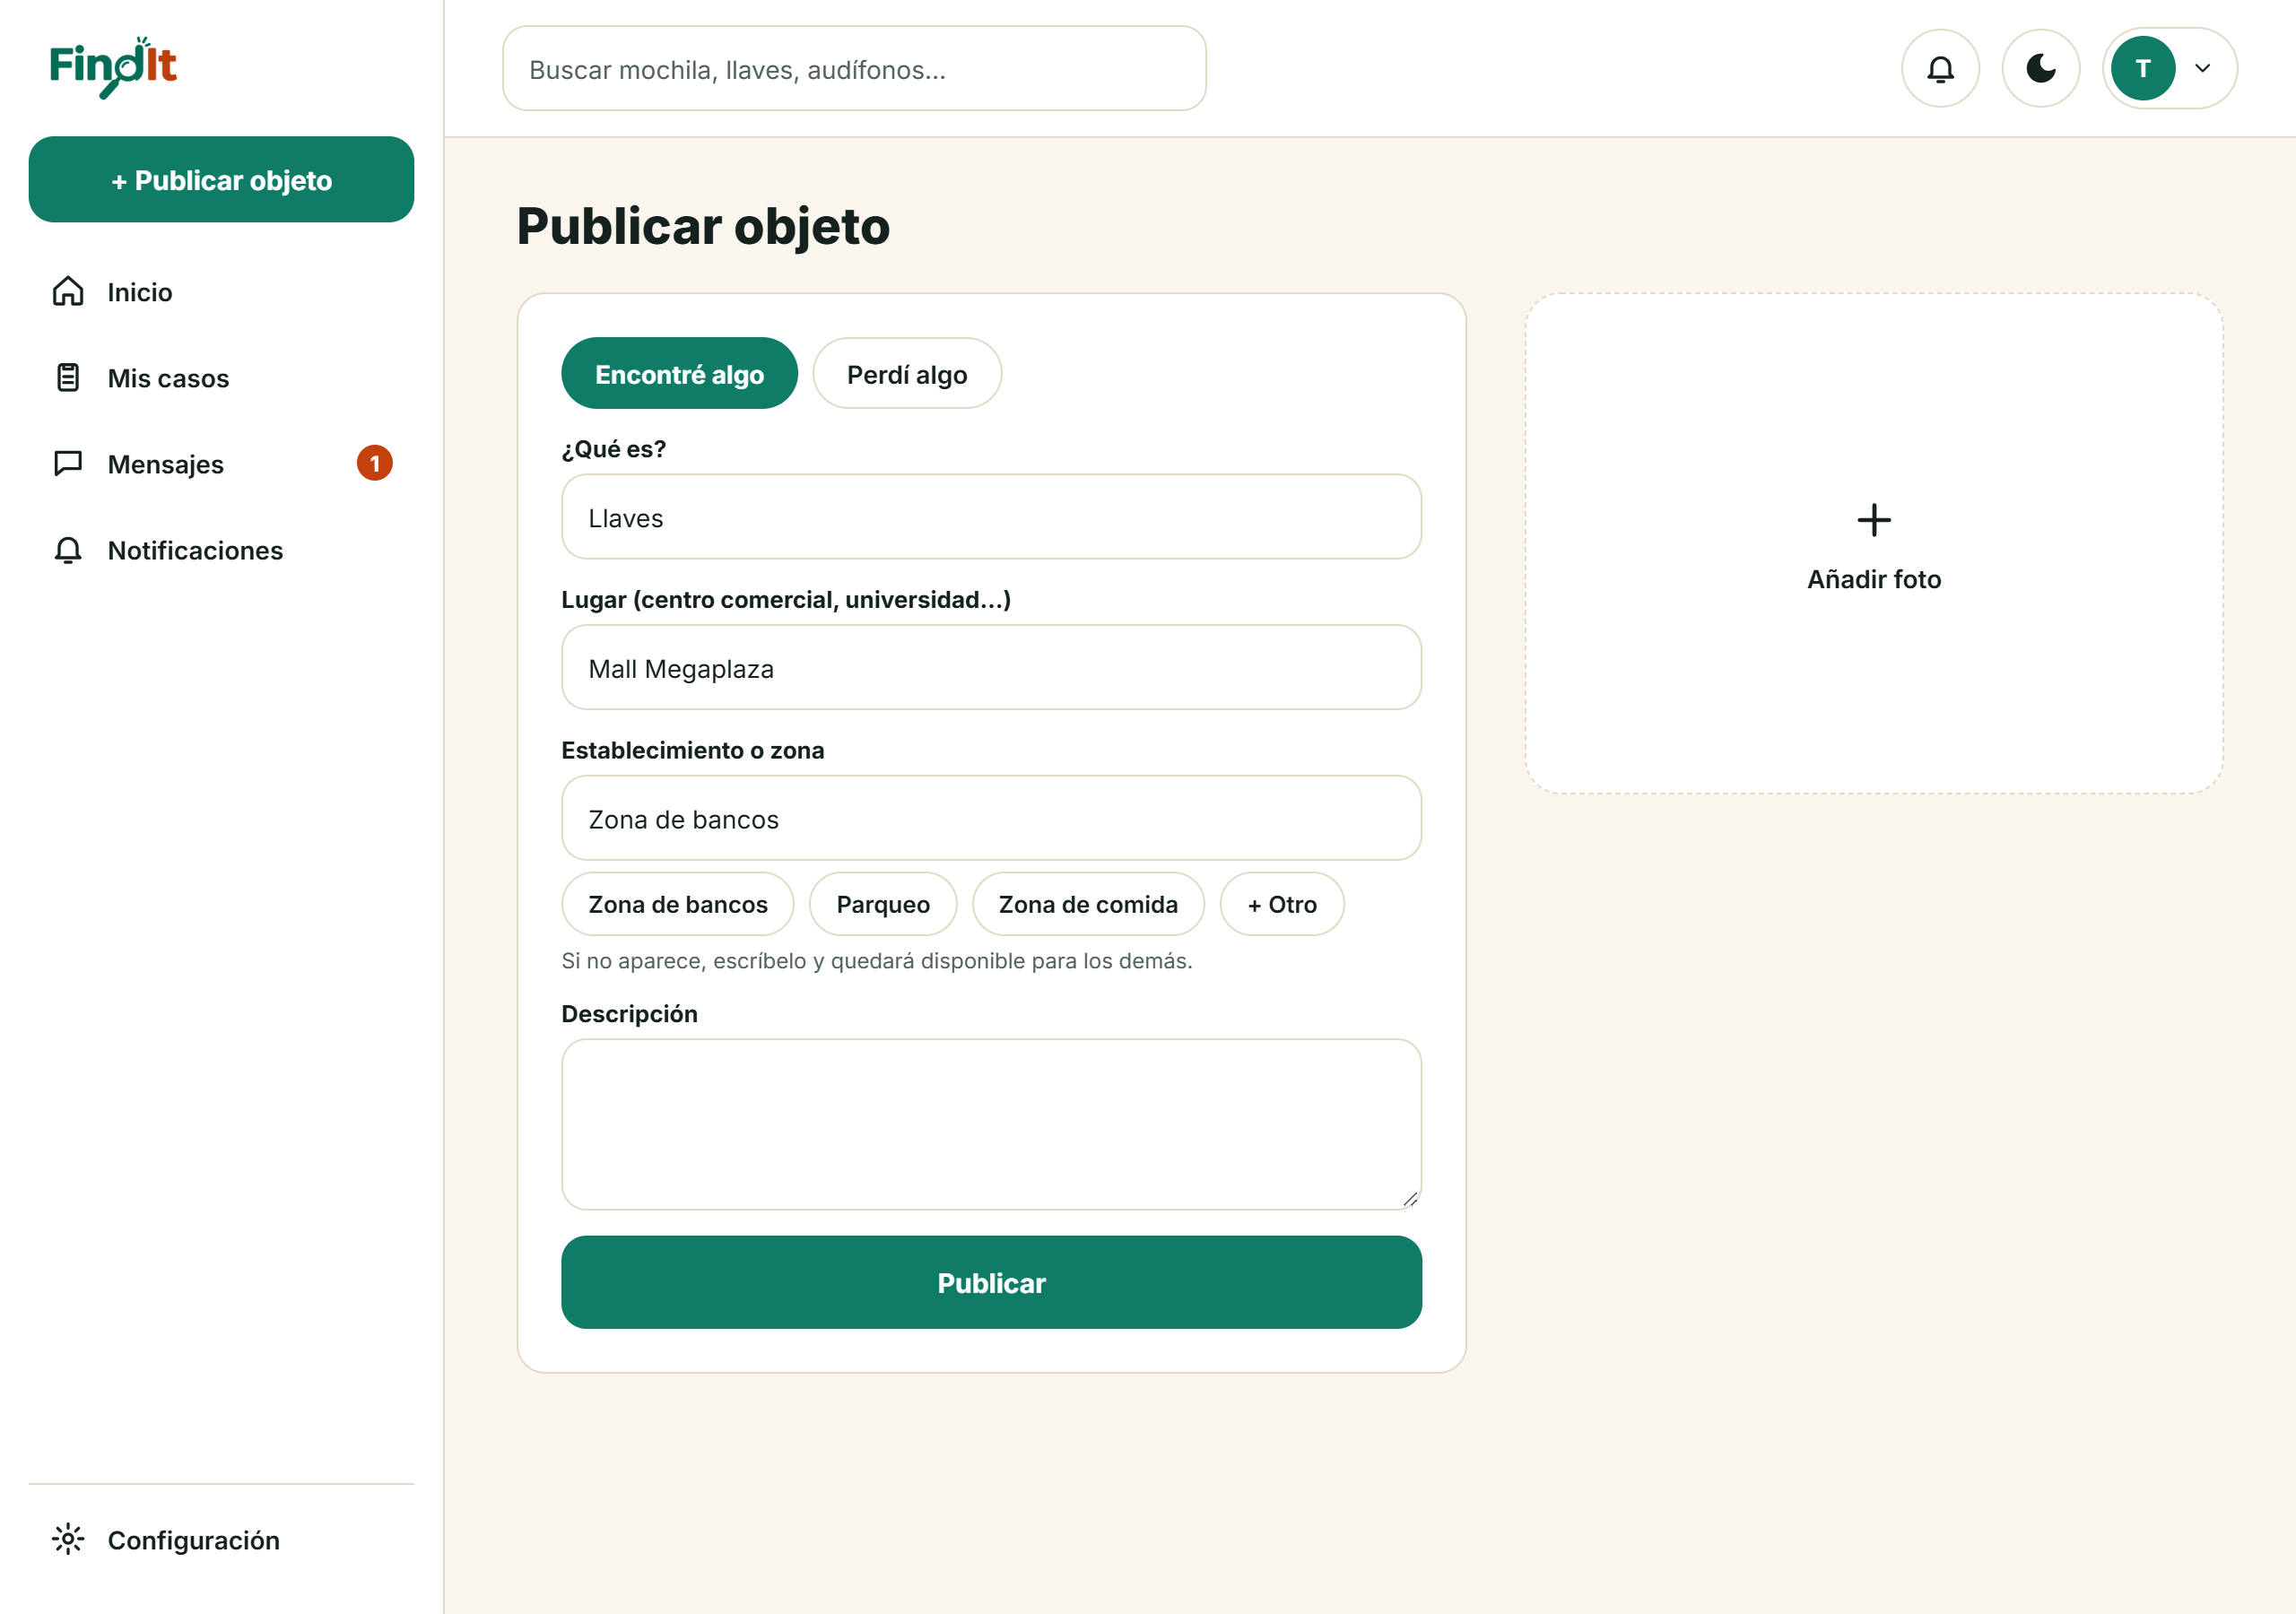 FindIt
+ Publicar objeto
Inicio
Mis casos
Mensajes
1
Notificaciones
Configuración
Buscar mochila, llaves, audífonos...
T
Publicar objeto
Encontré algo
Perdí algo
¿Qué es?
Llaves
Lugar (centro comercial, universidad...)
Mall Megaplaza
Establecimiento o zona
Zona de bancos
Zona de bancos
Parqueo
Zona de comida
+ Otro
Si no aparece, escríbelo y quedará disponible para los demás.
Descripción
Publicar
Añadir foto